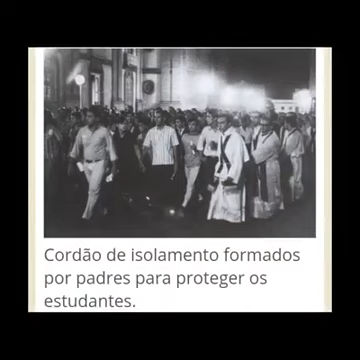 Cordão de isolamento formados
por padres para proteger os
estudantes.